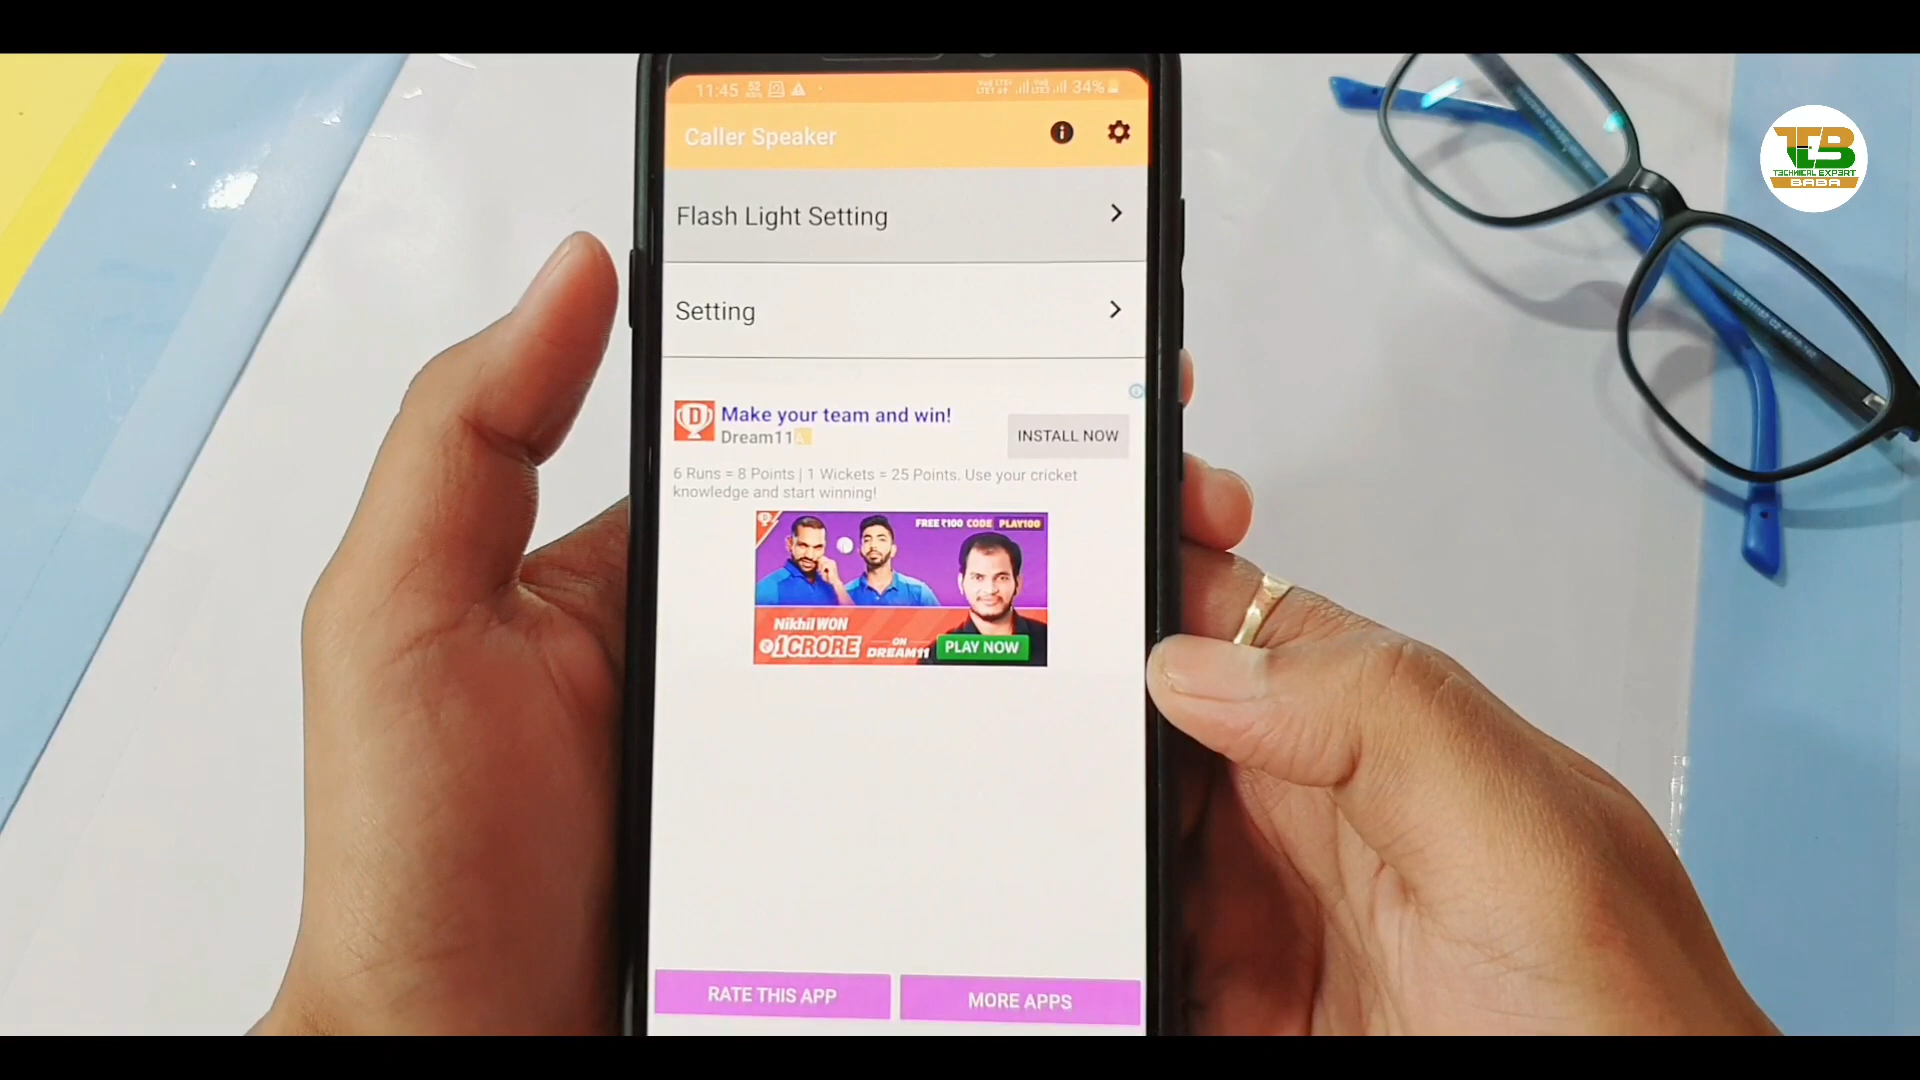 11:45
34%
Caller Speaker
Flash Light Setting
Setting
Make your team and win!
Dream11
INSTALL NOW
6 Runs = 8 Points | 1 Wickets = 25 Points. Use your cricket
knowledge and start winning!
FREE ₹100 CODE PLAY100
Nikhil WON
₹1CRORE ON DREAM11
PLAY NOW
RATE THIS APP
MORE APPS
TEB
TECHNICAL EXPERT
BABA